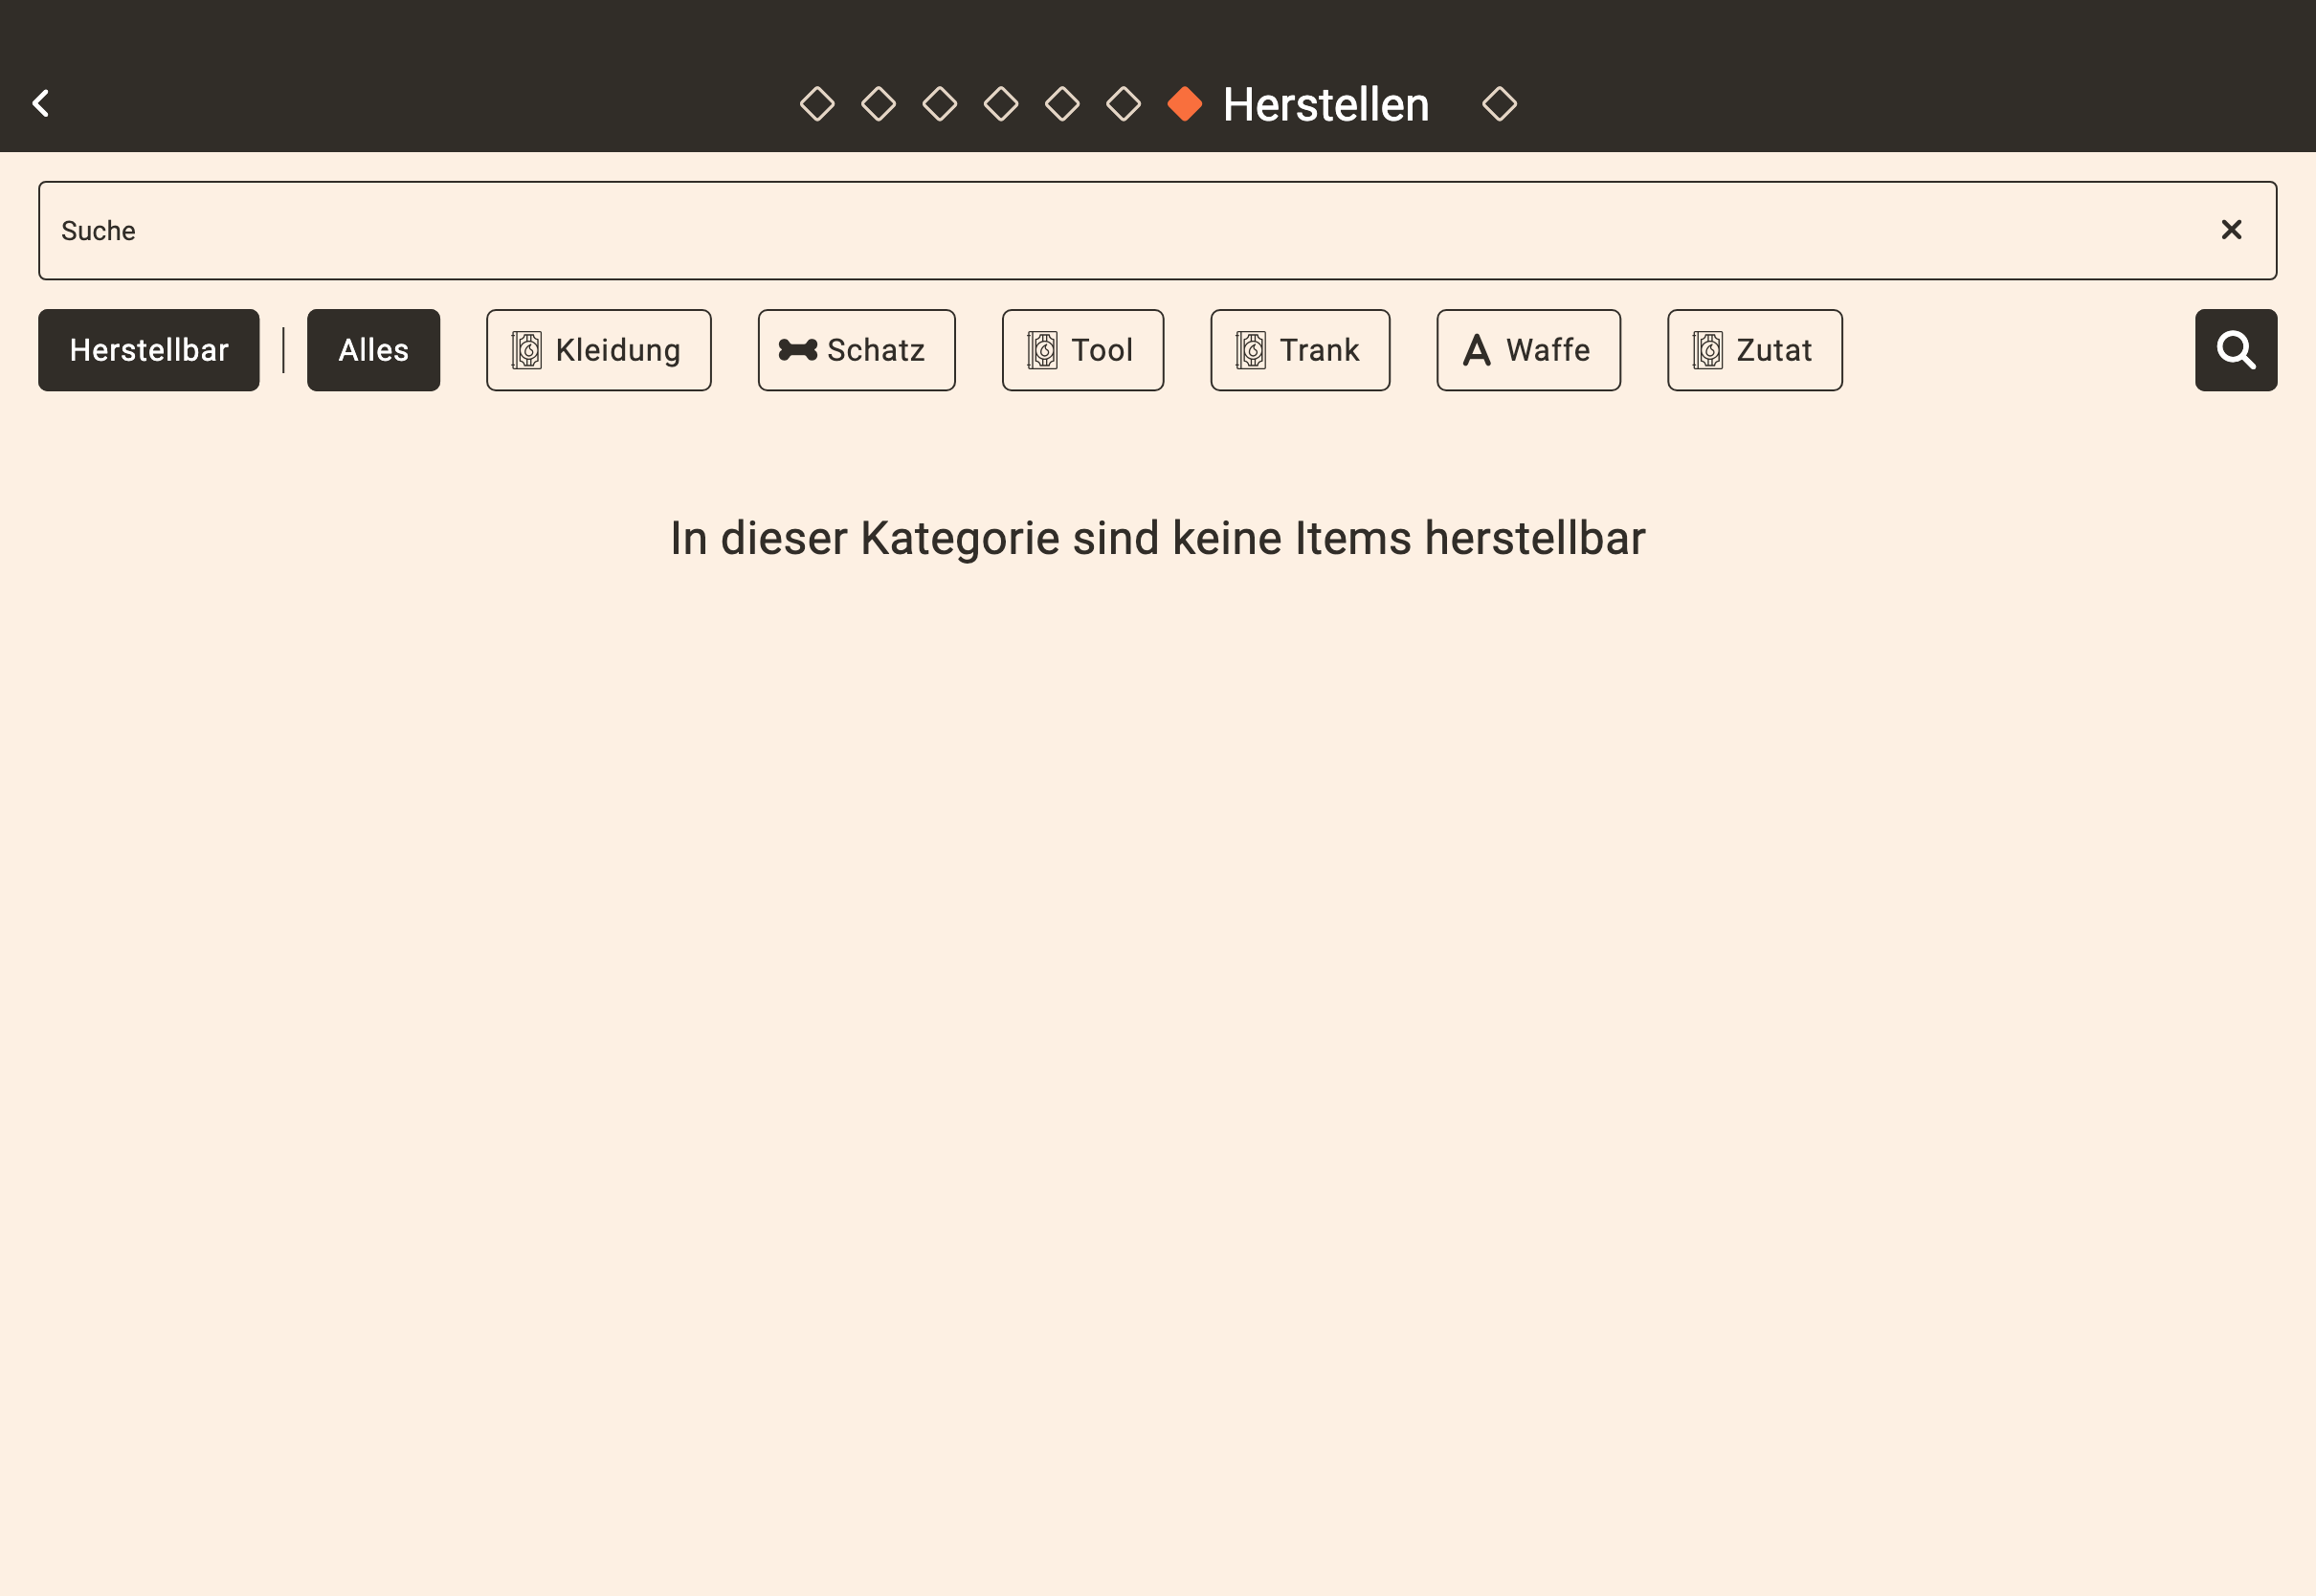 Herstellen
Suche
Herstellbar Alles Kleidung Schatz Tool Trank Waffe Zutat
In dieser Kategorie sind keine Items herstellbar